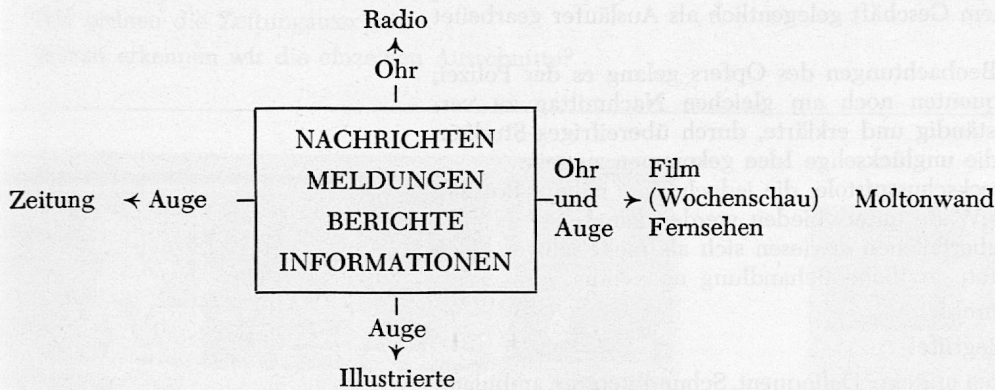 Radio
Ohr
NACHRICHTEN
MELDUNGEN
BERICHTE
INFORMATIONEN
Zeitung Auge
Ohr Film
und (Wochenschau) Moltonwand
Auge Fernsehen
Auge
Illustrierte